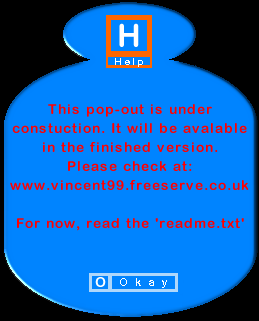 H
Help
This pop-out is under
constuction. It will be avalable
in the finished version.
Please check at:
www.vincent99.freeserve.co.uk
For now, read the 'readme.txt'
O Okay